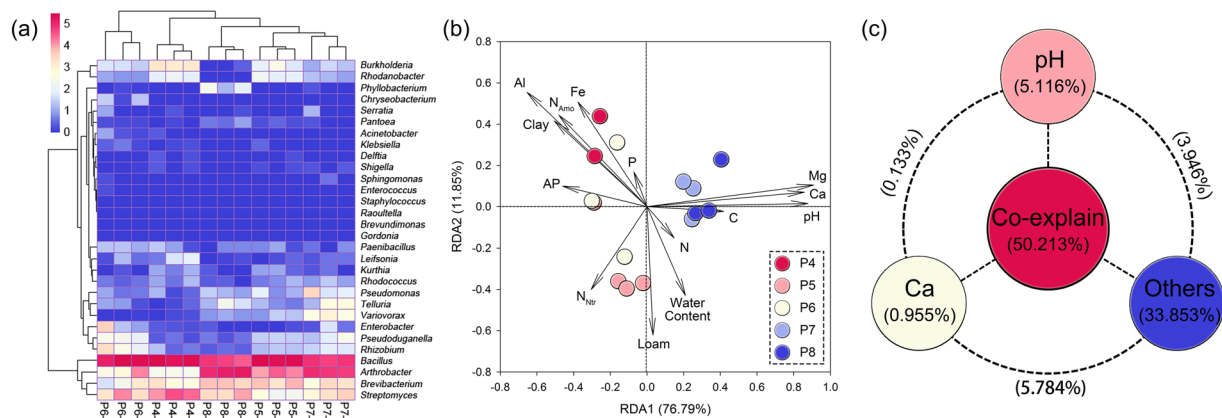 (a)
5
4
3
2
1
0
Burkholderia
Rhodanobacter
Phyllobacterium
Chryseobacterium
Serratia
Pantoea
Acinetobacter
Klebsiella
Delftia
Shigella
Sphingomonas
Enterococcus
Staphylococcus
Raoultella
Brevundimonas
Gordonia
Paenibacillus
Leifsonia
Kurthia
Rhodococcus
Pseudomonas
Telluria
Variovorax
Enterobacter
Pseudoduganella
Rhizobium
Bacillus
Arthrobacter
Brevibacterium
Streptomyces
P6- P6- P6- P4- P4- P4- P8- P8- P8- P5- P5- P5- P7- P7- P7-
(b)
RDA2 (11.85%)
0.8
0.6
0.4
0.2
0.0
-0.2
-0.4
-0.6
-0.8
Al
Fe
NAmo
Clay
P
AP
Mg
Ca
pH
C
N
NNtr
Water
Content
Loam
P4
P5
P6
P7
P8
-0.8 -0.6 -0.4 -0.2 0.0 0.2 0.4 0.6 0.8 1.0
RDA1 (76.79%)
(c)
pH
(5.116%)
(0.133%)
(3.946%)
Co-explain
(50.213%)
Ca
(0.955%)
Others
(33.853%)
(5.784%)